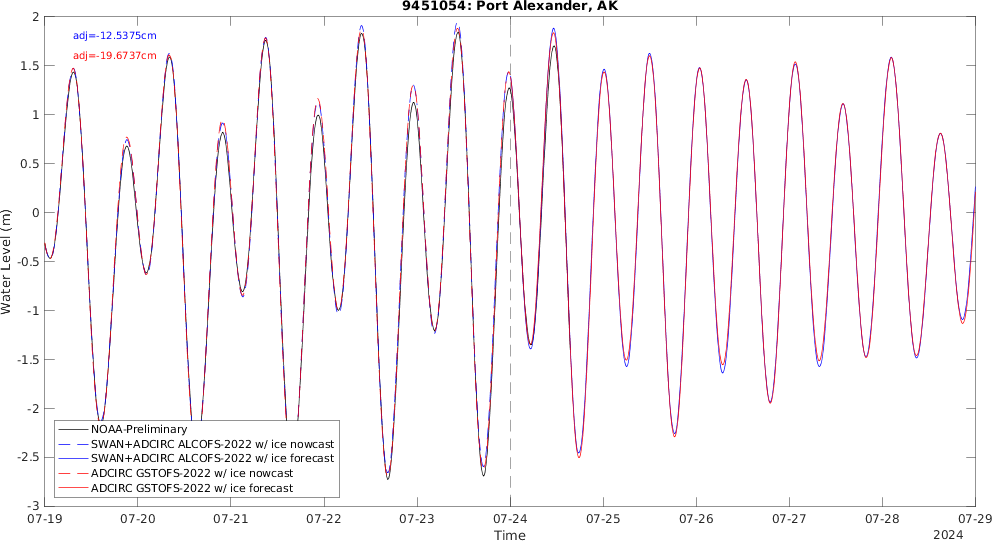 9451054: Port Alexander, AK
adj=-12.5375cm
adj=-19.6737cm
2
1.5
1
0.5
0
-0.5
-1
-1.5
-2
-2.5
-3
Water Level (m)
NOAA-Preliminary
SWAN+ADCIRC ALCOFS-2022 w/ ice nowcast
SWAN+ADCIRC ALCOFS-2022 w/ ice forecast
ADCIRC GSTOFS-2022 w/ ice nowcast
ADCIRC GSTOFS-2022 w/ ice forecast
07-19 07-20 07-21 07-22 07-23 07-24 07-25 07-26 07-27 07-28 07-29
Time
2024